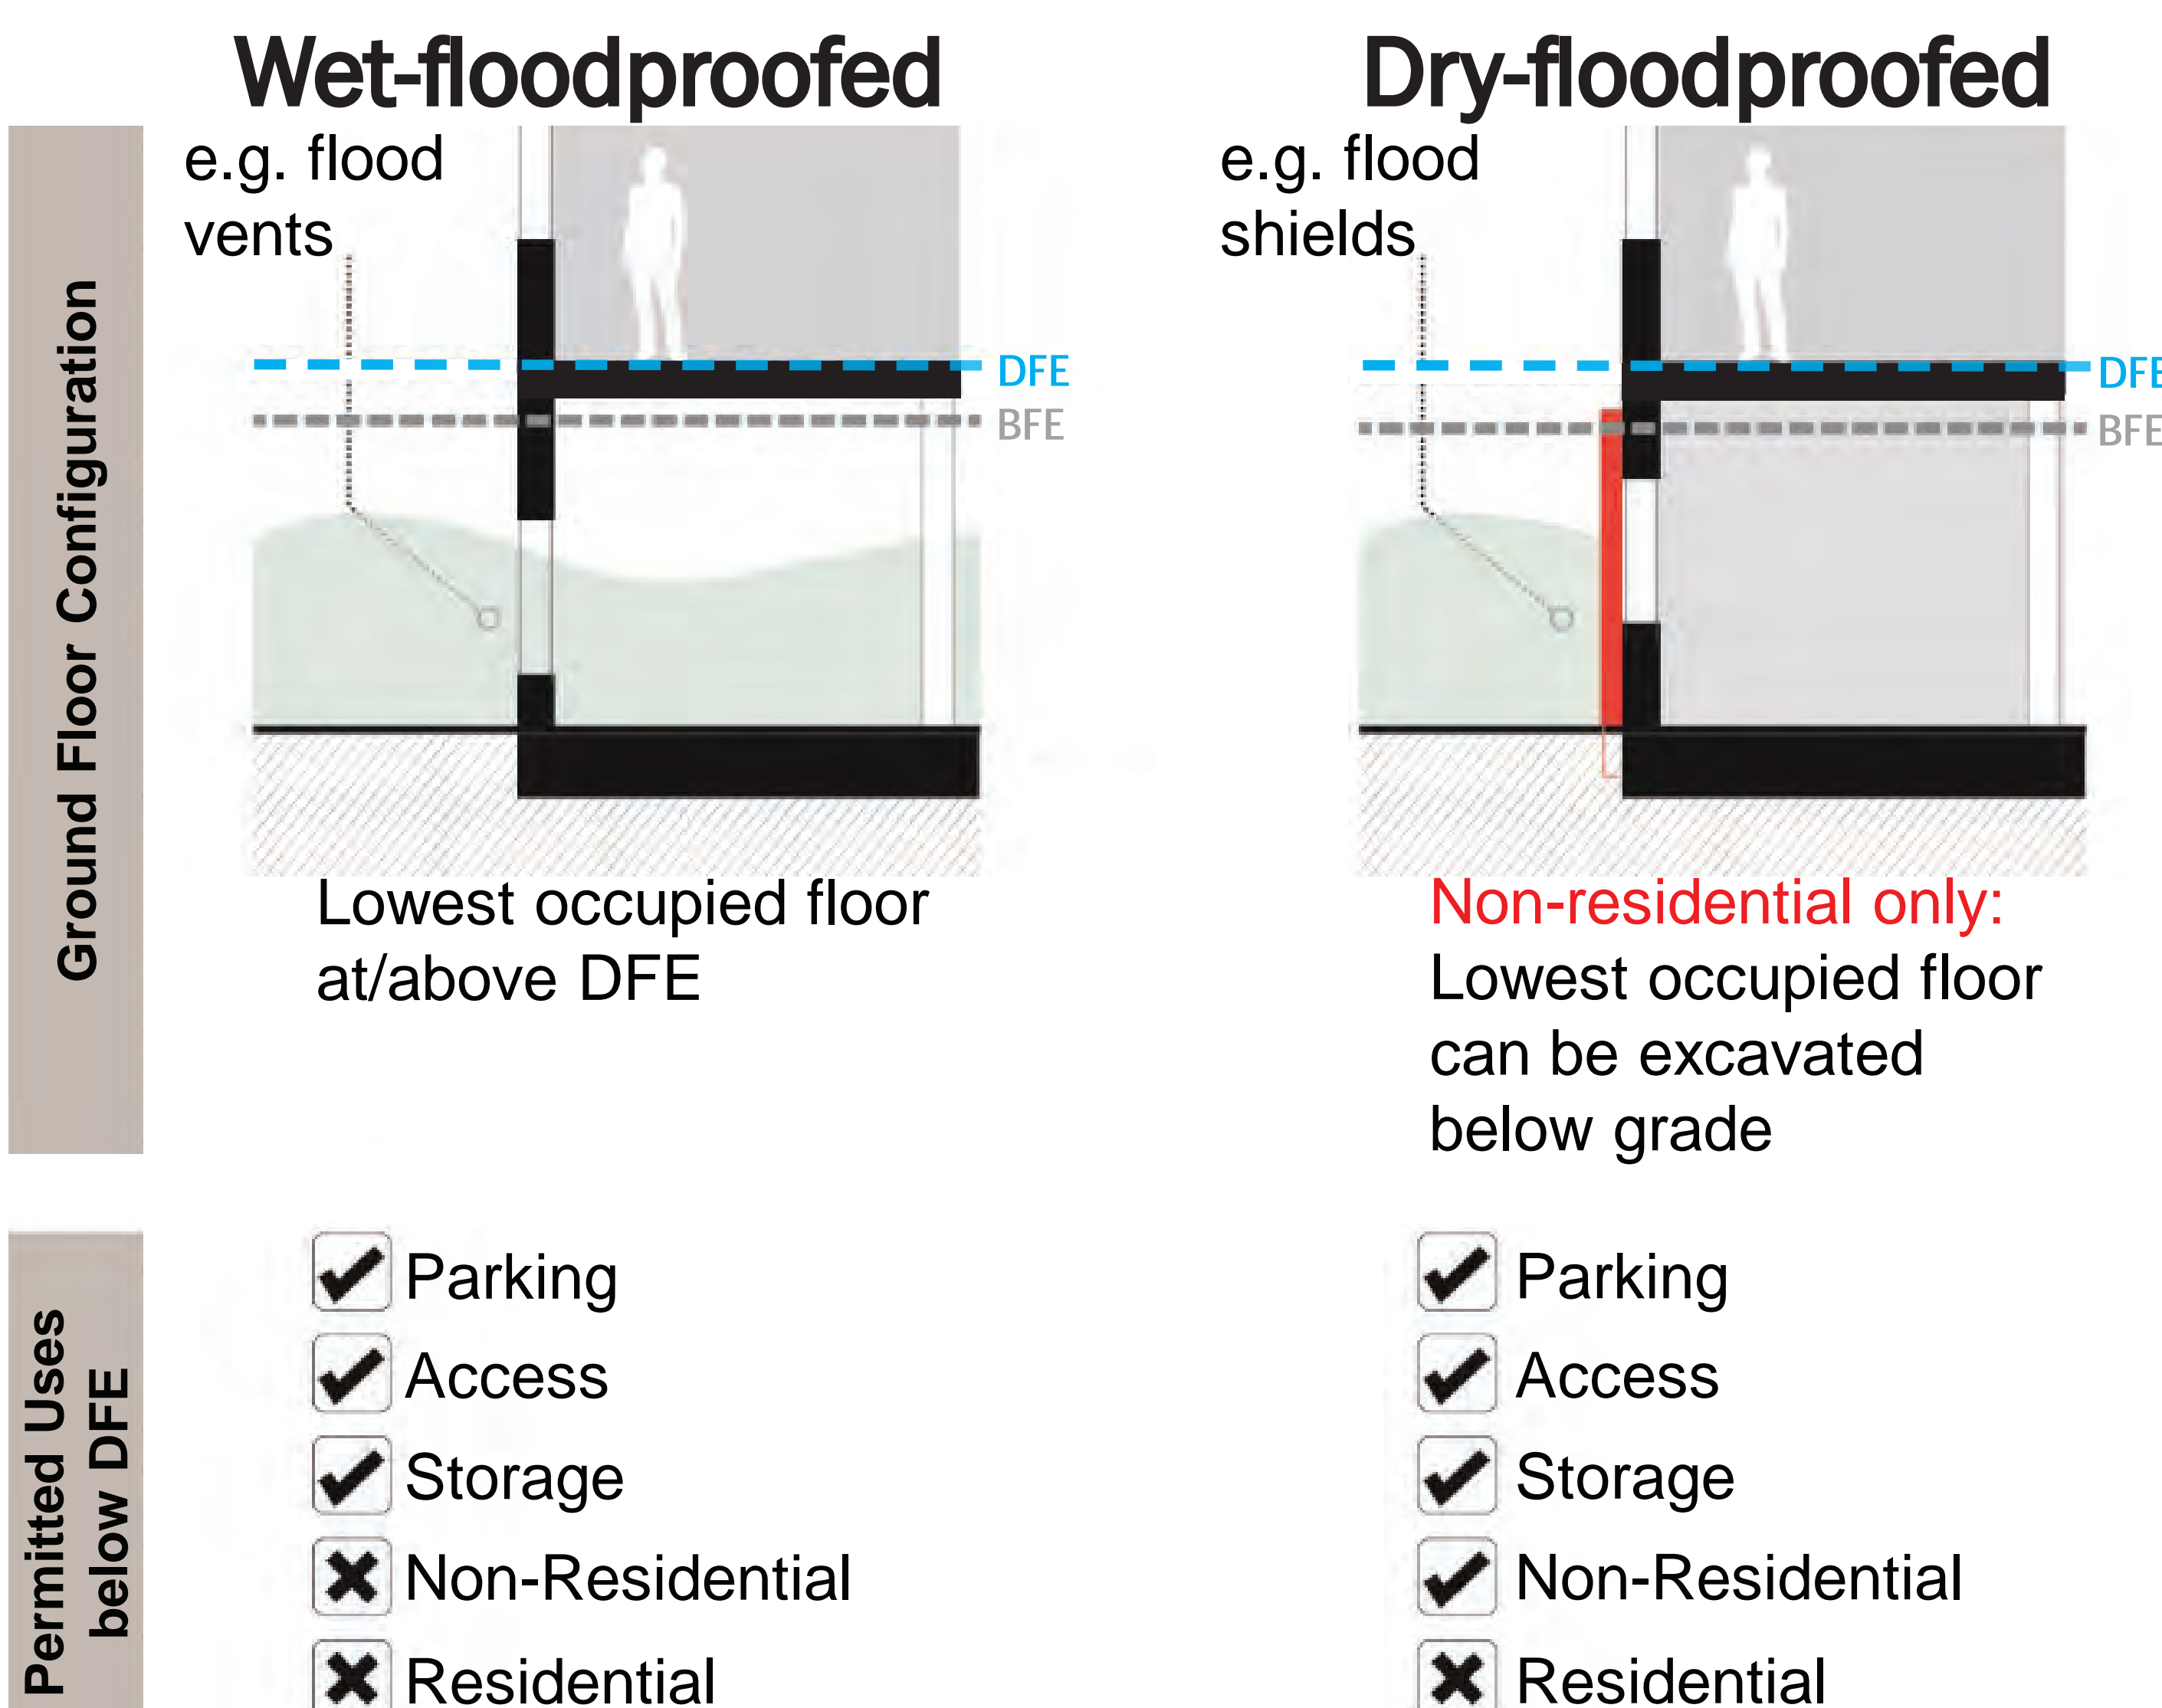 Wet-floodproofed
Dry-floodproofed
Ground Floor Configuration
e.g. flood
vents
DFE
BFE
Lowest occupied floor
at/above DFE
e.g. flood
shields
DFE
BFE
Non-residential only:
Lowest occupied floor
can be excavated
below grade
Permitted Uses
below DFE
Parking
Access
Storage
Non-Residential
Residential
Parking
Access
Storage
Non-Residential
Residential